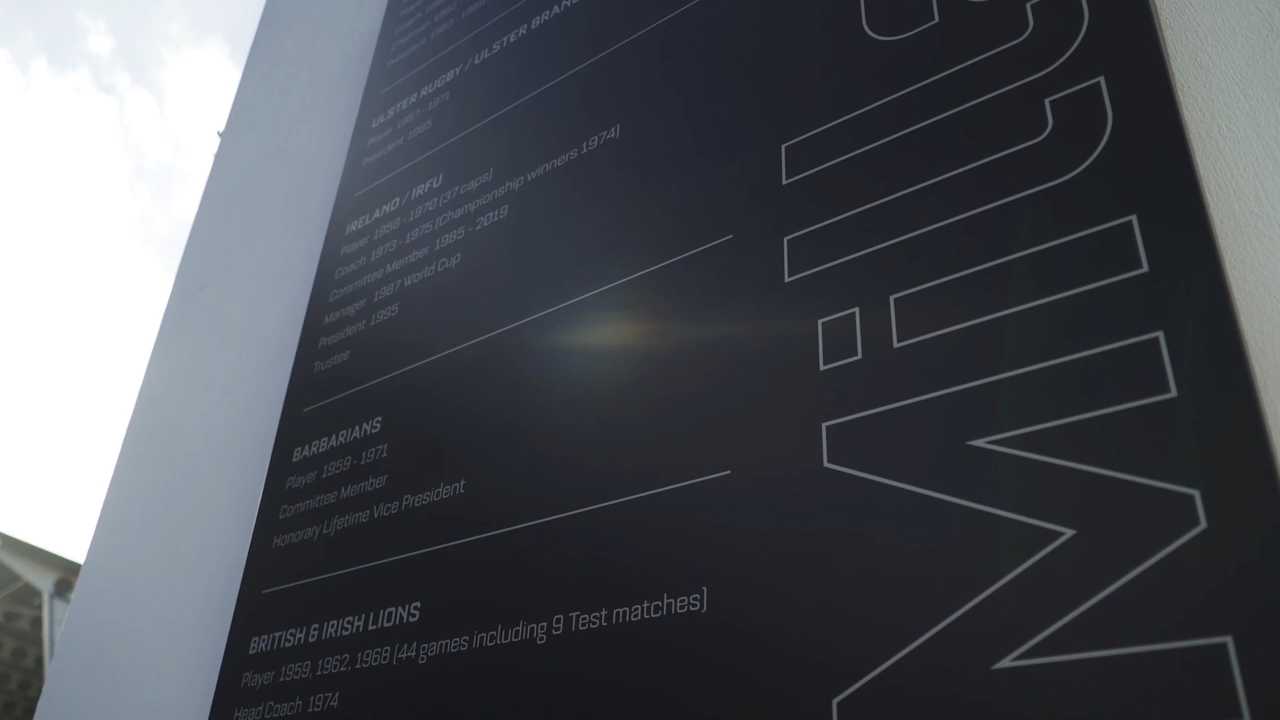 President 1983 - 1985
ULSTER RUGBY / ULSTER BRANCH
Player 1957 - 1971
President 1985
IRELAND / IRFU
Player 1958 - 1970 (37 caps)
Coach 1973 - 1975 (Championship winners 1974)
Committee Member 1985 - 2019
Manager 1987 World Cup
President 1995
Trustee
BARBARIANS
Player 1959 - 1971
Committee Member
Honorary Lifetime Vice President
BRITISH & IRISH LIONS
Player 1959, 1962, 1968 (44 games including 9 Test matches)
Head Coach 1974